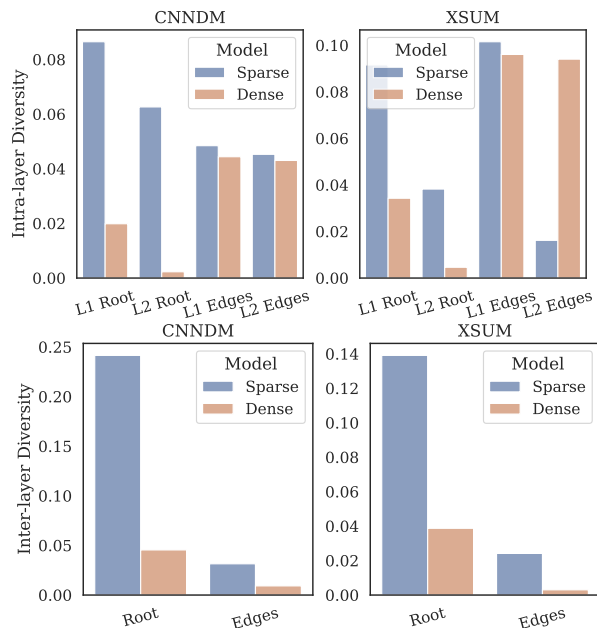 CNNDM
XSUM
Intra-layer Diversity
0.08
0.06
0.04
0.02
0.00
Model
Sparse
Dense
L1 Root
L2 Root
L1 Edges
L2 Edges
0.10
0.08
0.06
0.04
0.02
0.00
Model
Sparse
Dense
L1 Root
L2 Root
L1 Edges
L2 Edges
CNNDM
XSUM
Inter-layer Diversity
0.25
0.20
0.15
0.10
0.05
0.00
Model
Sparse
Dense
Root
Edges
0.14
0.12
0.10
0.08
0.06
0.04
0.02
0.00
Model
Sparse
Dense
Root
Edges